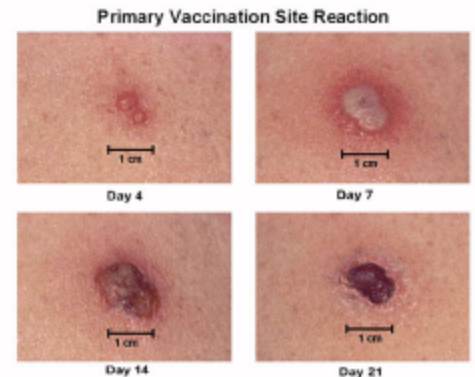 Primary Vaccination Site Reaction
1 cm
1 cm
Day 4
Day 7
1 cm
1 cm
Day 14
Day 21